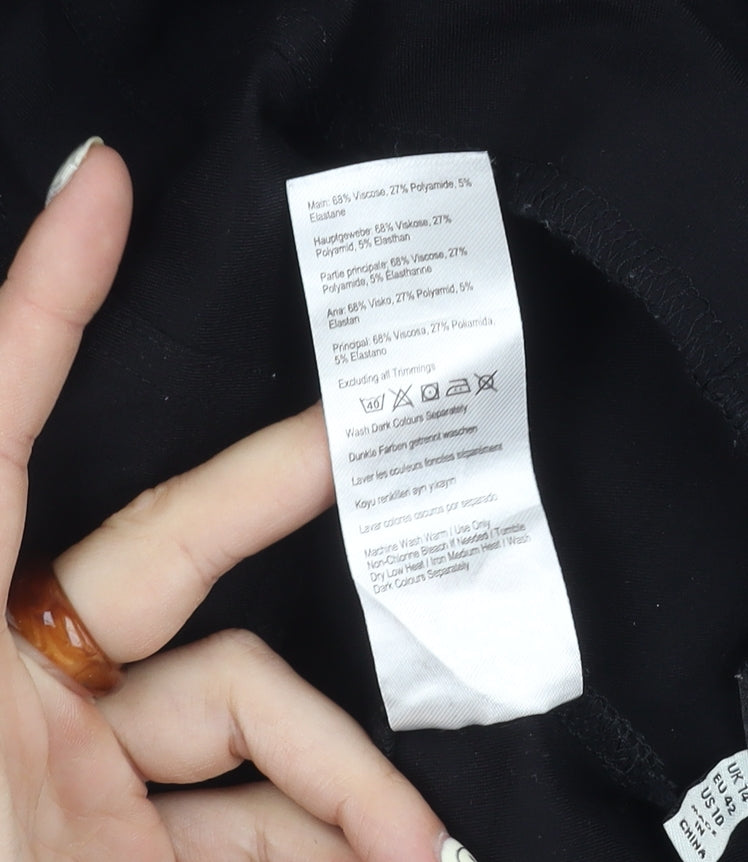 Main: 68% Viscose, 27% Polyamide, 5%
Elastane
Hauptgewebe: 68% Viskose, 27%
Polyamid, 5% Elasthan
Partie principale: 68% Viscose, 27%
Polyamide, 5% Élasthanne
Ana: 68% Visko, 27% Polyamid, 5%
Elastan
Principal: 68% Viscosa, 27% Poliamida,
5% Elastano
Excluding all Trimmings
40
Wash Dark Colours Separately
Dunkle Farben getrennt waschen
Laver les couleurs foncées séparément
Koyu renkilleri ayrı yıkayın
Lavar colores oscuros por separado
Machine Wash Warm / Use Only
Non-Chlorine Bleach If Needed / Tumble
Dry Low Heat / Iron Medium Heat / Wash
Dark Colours Separately
UK 14
EU 42
US 10
MADE
IN
CHINA